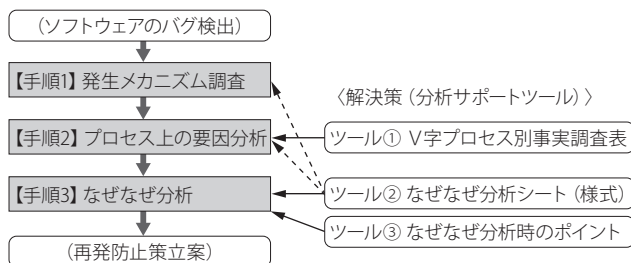 (ソフトウェアのバグ検出)
【手順1】発生メカニズム調査
〈解決策(分析サポートツール)〉
【手順2】プロセス上の要因分析
ツール① V字プロセス別事実調査表
【手順3】なぜなぜ分析
ツール② なぜなぜ分析シート(様式)
ツール③ なぜなぜ分析時のポイント
(再発防止策立案)